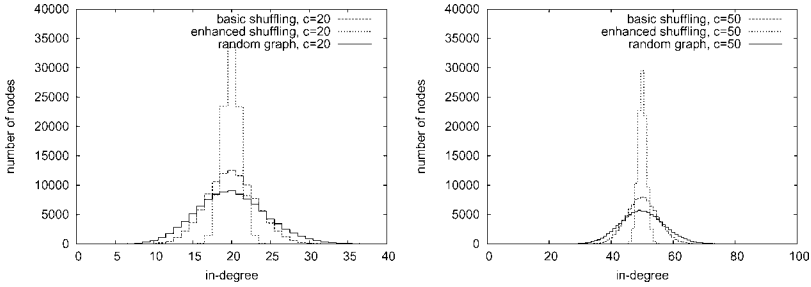 basic shuffling, c=20
enhanced shuffling, c=20
random graph, c=20
number of nodes
40000
35000
30000
25000
20000
15000
10000
5000
0
0 5 10 15 20 25 30 35 40
in-degree
basic shuffling, c=50
enhanced shuffling, c=50
random graph, c=50
number of nodes
40000
35000
30000
25000
20000
15000
10000
5000
0
0 20 40 60 80 100
in-degree